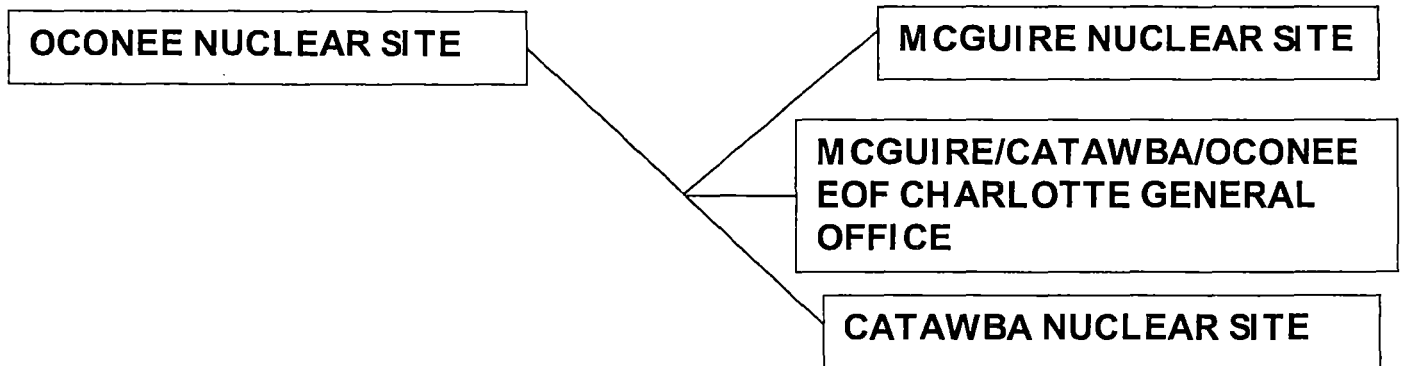 OCONEE NUCLEAR SITE
MCGUIRE NUCLEAR SITE
MCGUIRE/CATAWBA/OCONEE
EOF CHARLOTTE GENERAL
OFFICE
CATAWBA NUCLEAR SITE